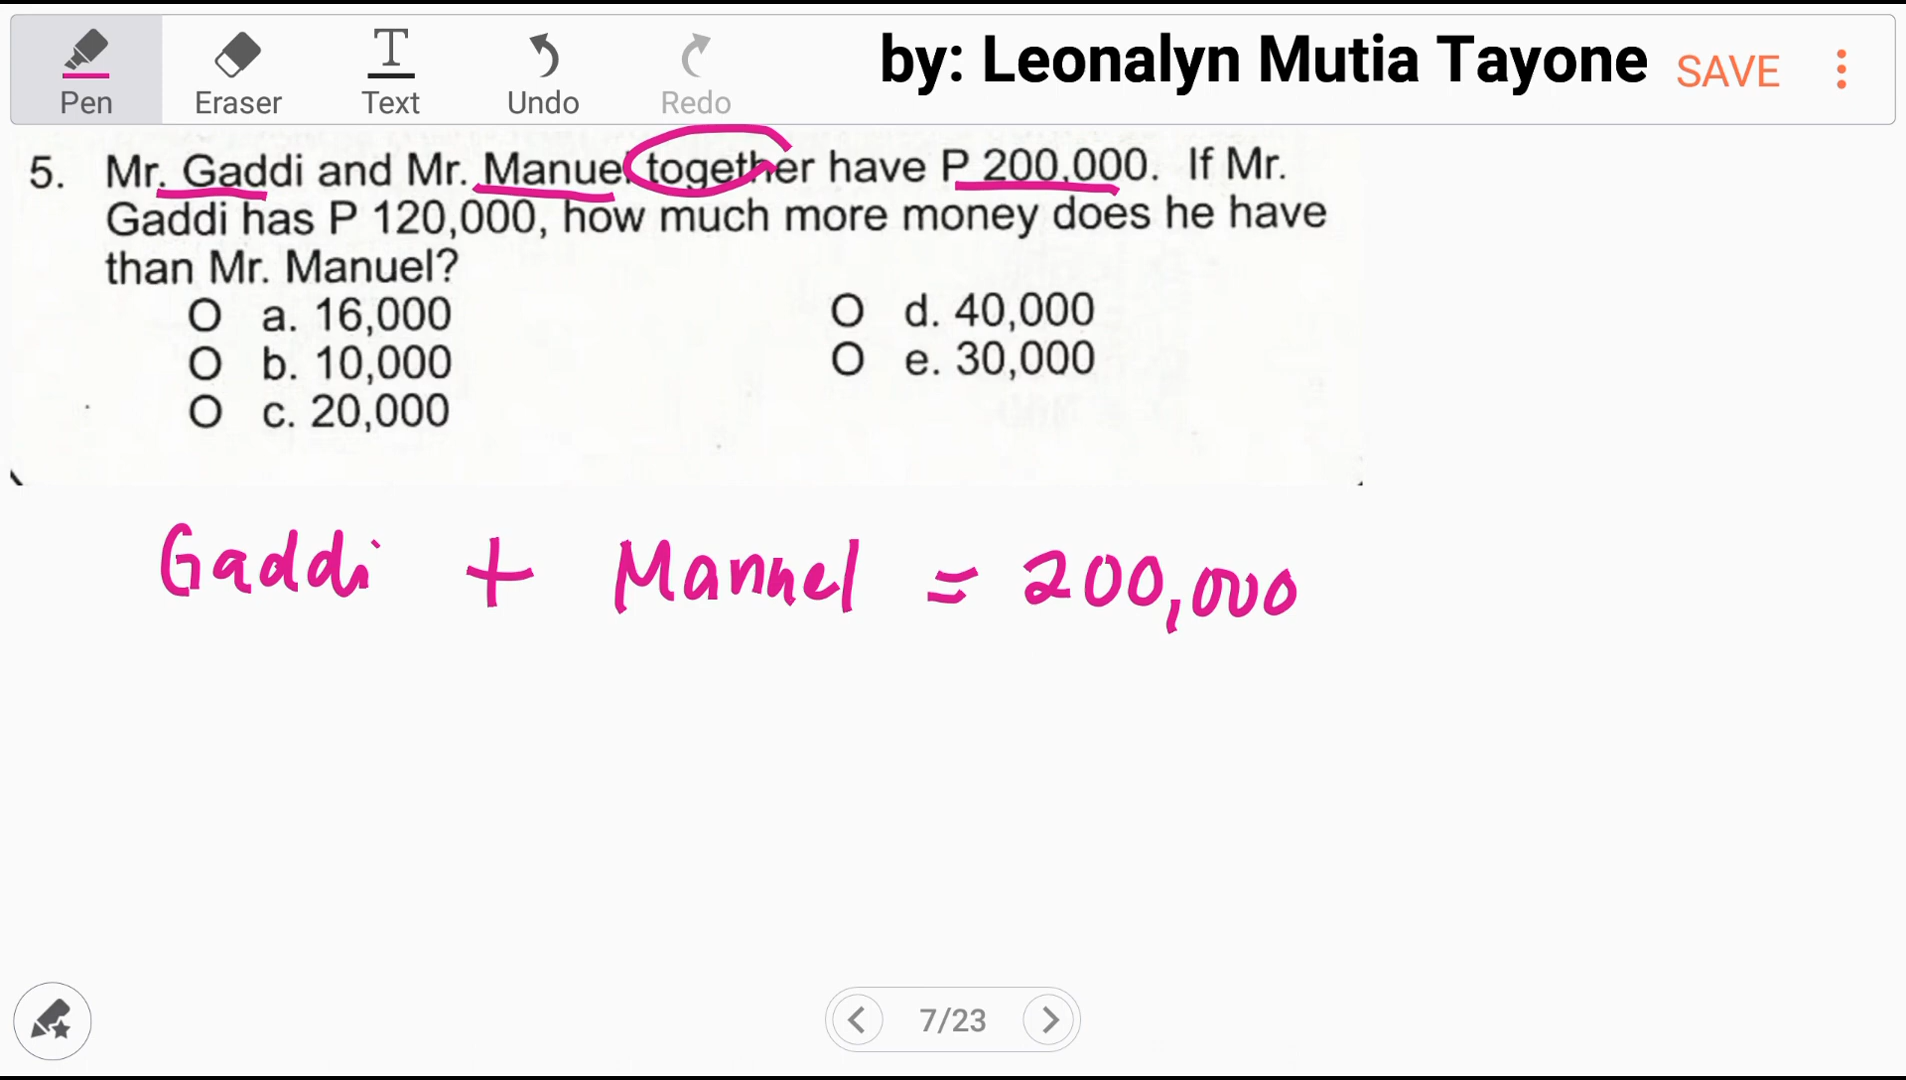 Pen Eraser Text Undo Redo by: Leonalyn Mutia Tayone SAVE
5. Mr. Gaddi and Mr. Manuel together have P 200,000. If Mr.
Gaddi has P 120,000, how much more money does he have
than Mr. Manuel?
O a. 16,000 O d. 40,000
O b. 10,000 O e. 30,000
O c. 20,000
Gaddi + Manuel = 200,000
7/23